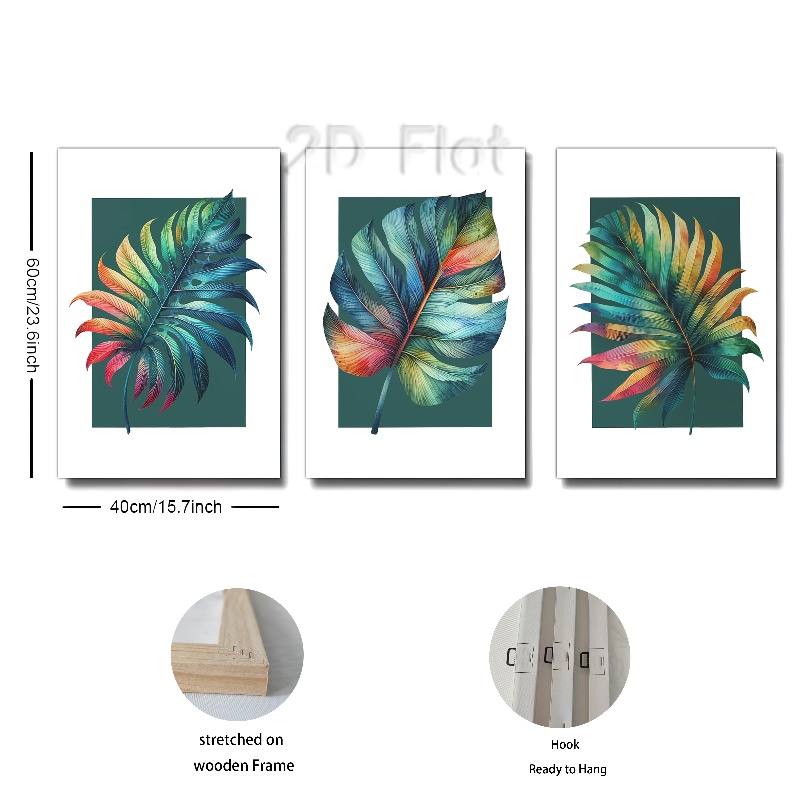 2D Flat
60cm/23.6inch
40cm/15.7inch
stretched on
wooden Frame
Hook
Ready to Hang